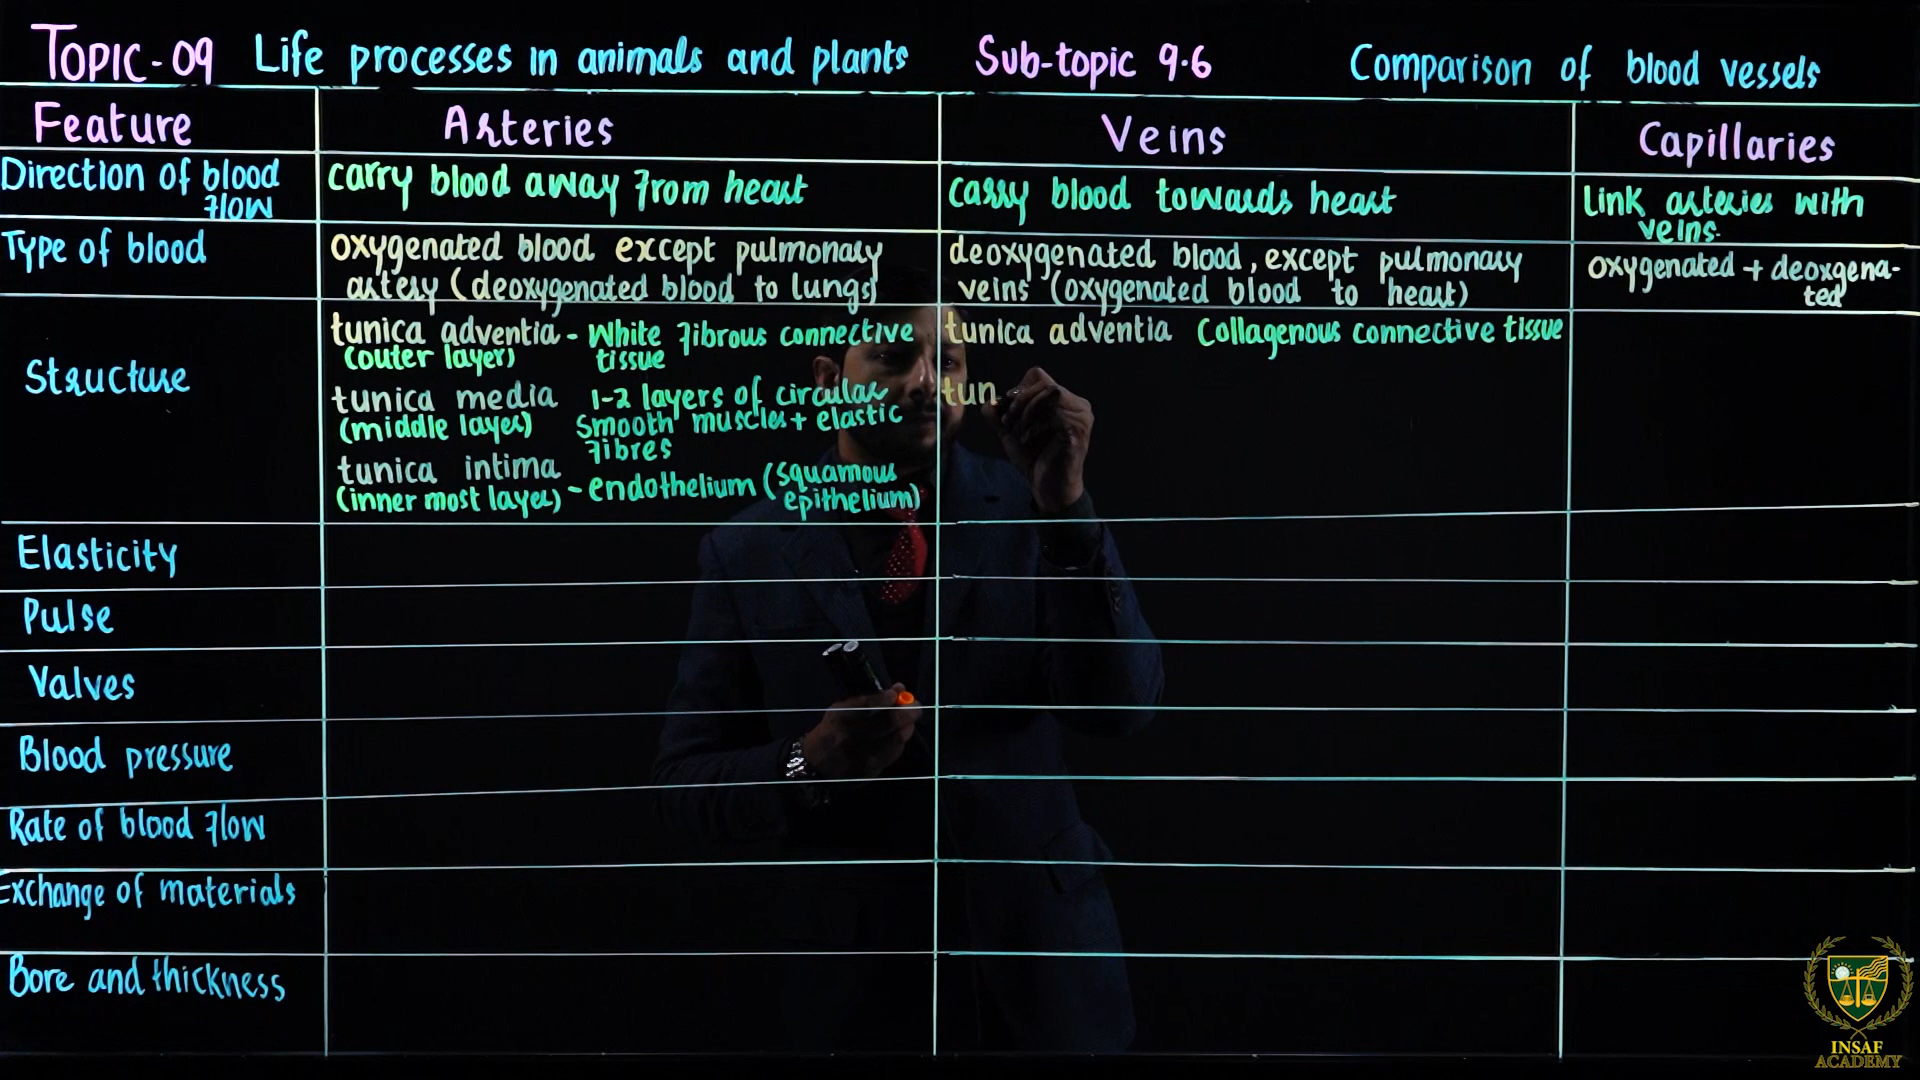 TOPIC-09 Life processes in animals and plants Sub-topic 9.6 Comparison of blood vessels
Feature Arteries Veins Capillaries
Direction of blood flow
carry blood away from heart
carry blood towards heart
Link arteries with
veins.
Type of blood
oxygenated blood except pulmonary
artery (deoxygenated blood to lungs)
deoxygenated blood, except pulmonary
veins (oxygenated blood to heart)
oxygenated + deoxgena-
ted
Structure
tunica adventia - White fibrous connective
(outer layer) tissue
tunica media 1-2 layers of circular
(middle layer) Smooth muscles + elastic
fibres
tunica intima
(inner most layer) - endothelium (Squamous
epithelium)
tunica adventia Collagenous connective tissue
tun
Elasticity
Pulse
Valves
Blood pressure
Rate of blood flow
Exchange of materials
Bore and thickness
INSAF
ACADEMY